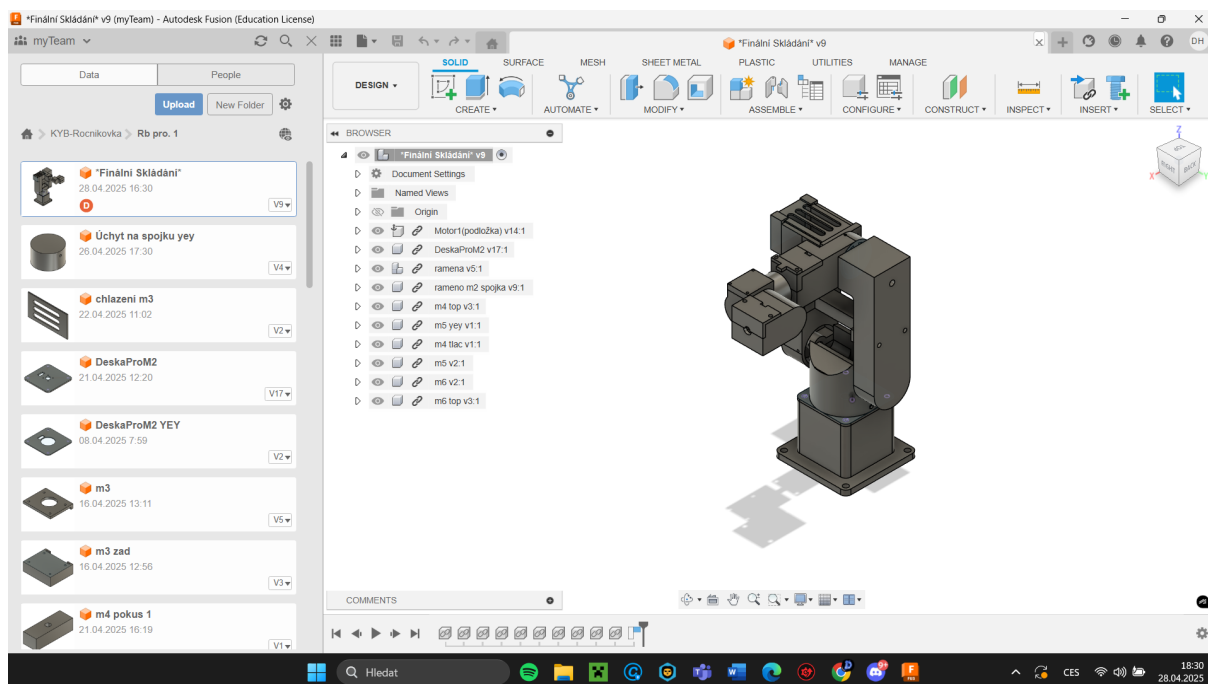 *Finální Skládání* v9 (myTeam) - Autodesk Fusion (Education License)
myTeam
*Finální Skládání* v9
DH
Data
People
Upload
New Folder
KYB-Rocnikovka
Rb pro. 1
*Finální Skládání*
28.04.2025 16:30
D
V9
Úchyt na spojku yey
26.04.2025 17:30
V4
chlazeni m3
22.04.2025 11:02
V2
DeskaProM2
21.04.2025 12:20
V17
DeskaProM2 YEY
08.04.2025 7:59
V2
m3
16.04.2025 13:11
V5
m3 zad
16.04.2025 12:56
V3
m4 pokus 1
21.04.2025 16:19
V1
SOLID
SURFACE
MESH
SHEET METAL
PLASTIC
UTILITIES
MANAGE
DESIGN
CREATE
AUTOMATE
MODIFY
ASSEMBLE
CONFIGURE
CONSTRUCT
INSPECT
INSERT
SELECT
BROWSER
*Finální Skládání* v9
Document Settings
Named Views
Origin
Motor1(podložka) v14:1
DeskaProM2 v17:1
ramena v5:1
rameno m2 spojka v9:1
m4 top v3:1
m5 yey v1:1
m4 tlac v1:1
m5 v2:1
m6 v2:1
m6 top v3:1
Z
TOP
RIGHT
BACK
X
Y
COMMENTS
Hledat
CES
18:30
28.04.2025